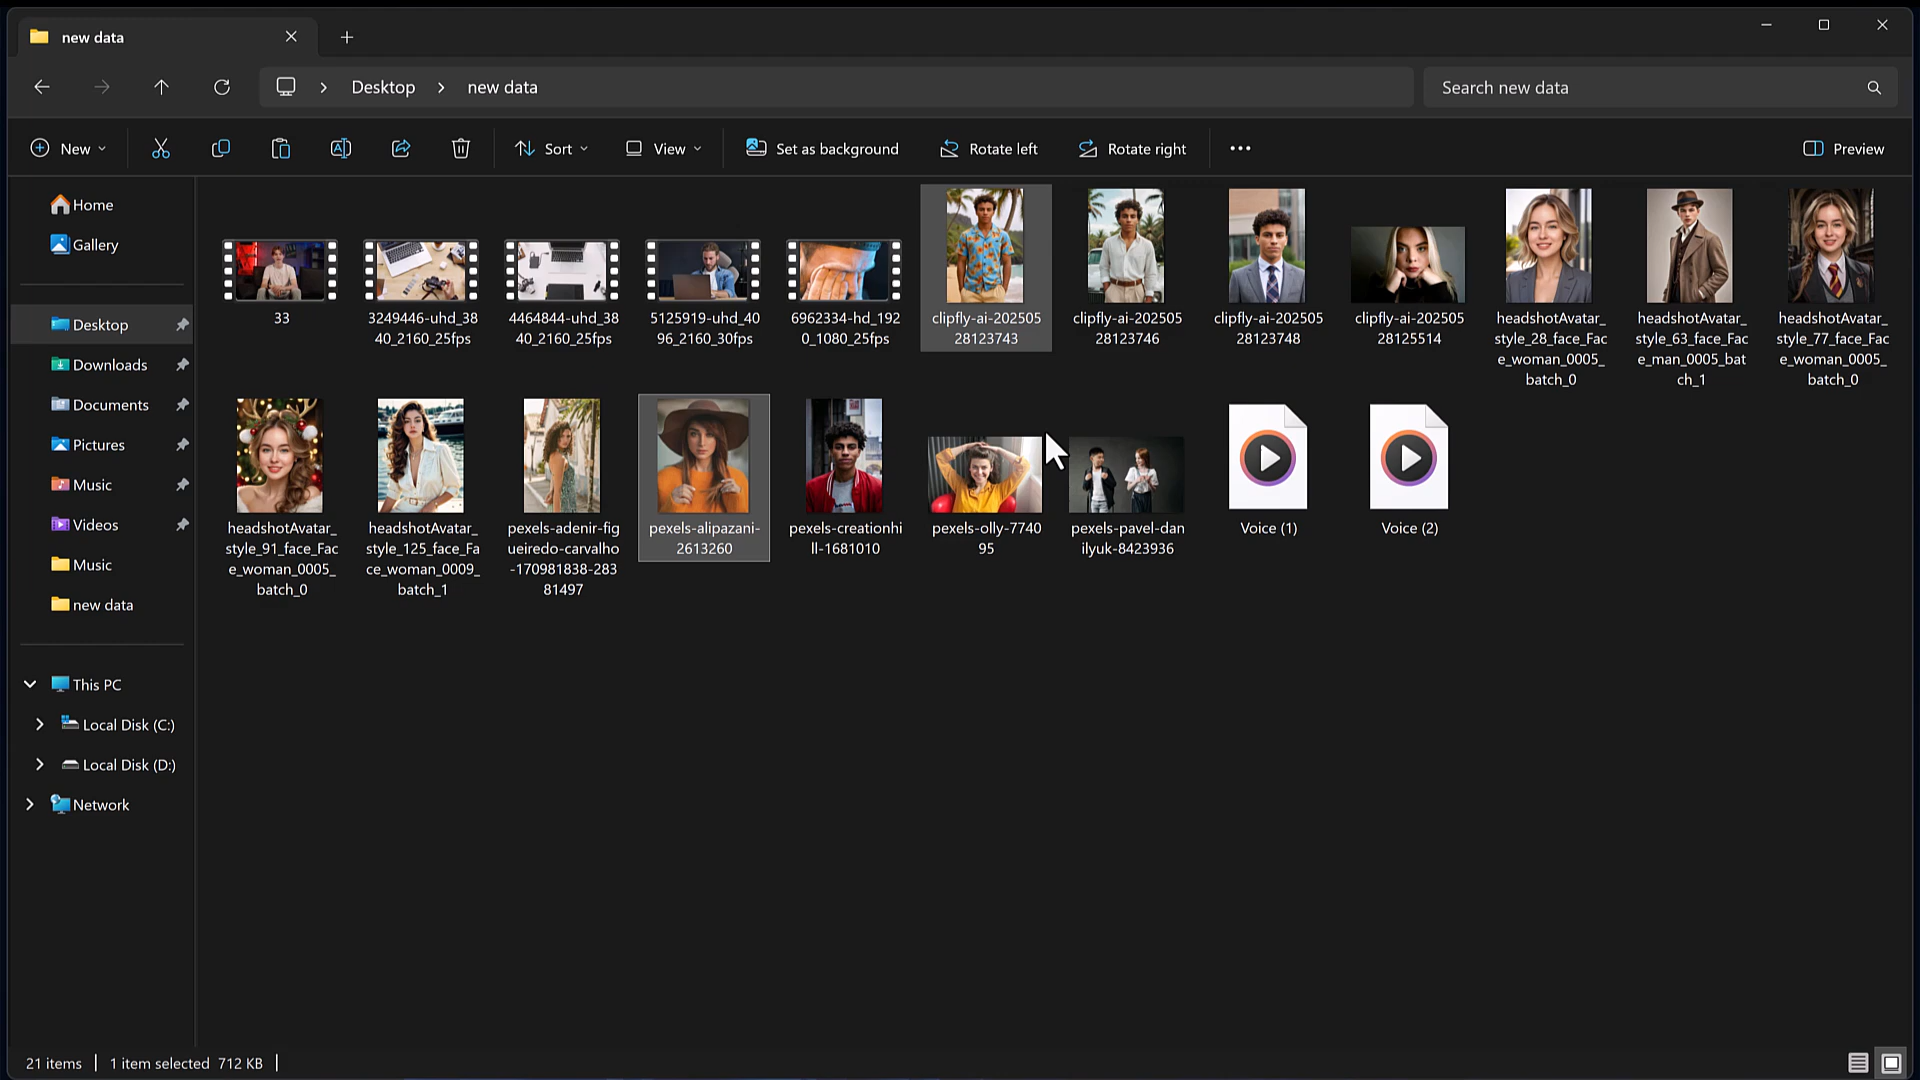 new data
Desktop
new data
Search new data
New
Sort
View
Set as background
Rotate left
Rotate right
Preview
Home
Gallery
Desktop
Downloads
Documents
Pictures
Music
Videos
Music
new data
This PC
Local Disk (C:)
Local Disk (D:)
Network
33
3249446-uhd_38
40_2160_25fps
4464844-uhd_38
40_2160_25fps
5125919-uhd_40
96_2160_30fps
6962334-hd_192
0_1080_25fps
clipfly-ai-202505
28123743
clipfly-ai-202505
28123746
clipfly-ai-202505
28123748
clipfly-ai-202505
28125514
headshotAvatar_
style_28_face_Fac
e_woman_0005_
batch_0
headshotAvatar_
style_63_face_Fac
e_man_0005_bat
ch_1
headshotAvatar_
style_77_face_Fac
e_woman_0005_
batch_0
headshotAvatar_
style_91_face_Fac
e_woman_0005_
batch_0
headshotAvatar_
style_125_face_Fa
ce_woman_0009_
batch_1
pexels-adenir-fig
ueiredo-carvalho
-170981838-283
81497
pexels-alipazani-
2613260
pexels-creationhi
ll-1681010
pexels-olly-7740
95
pexels-pavel-dan
ilyuk-8423936
Voice (1)
Voice (2)
21 items
1 item selected 712 KB